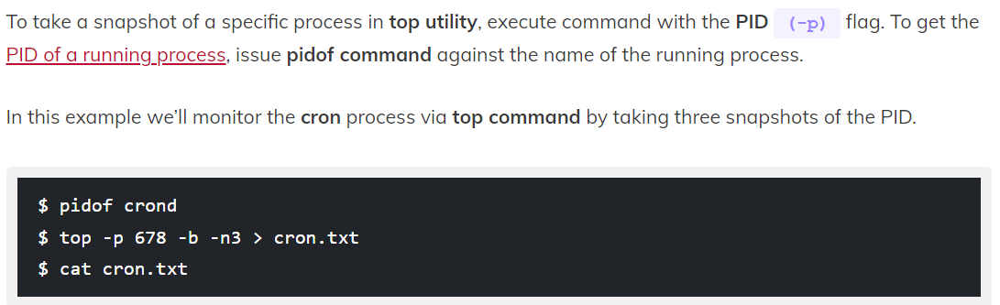 To take a snapshot of a specific process in top utility, execute command with the PID (-p) flag. To get the
PID of a running process, issue pidof command against the name of the running process.
In this example we’ll monitor the cron process via top command by taking three snapshots of the PID.
$ pidof crond
$ top -p 678 -b -n3 > cron.txt
$ cat cron.txt